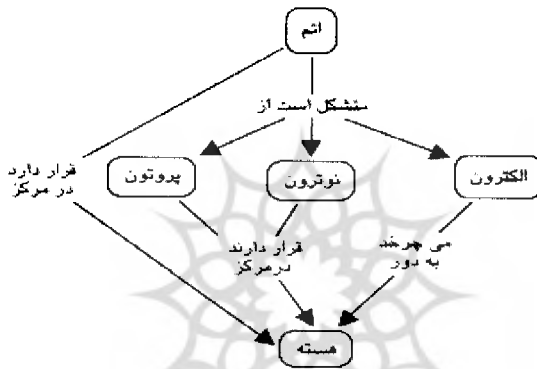 اتم
متشکل است از
الکترون
نوترون
پروتون
قرار دارد
در مرکز
می چرخد
به دور
قرار دارند
درمرکز
هسته